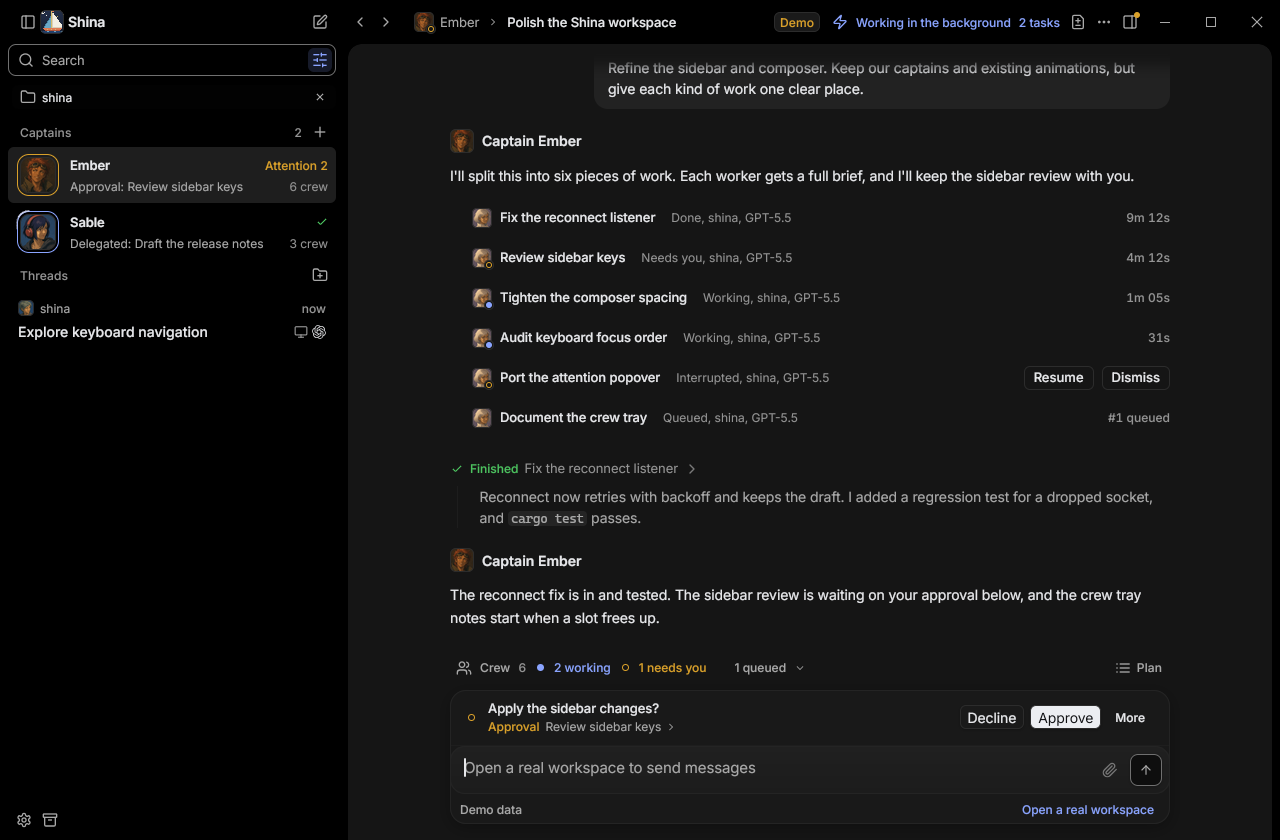 Shina
Search
shina
Captains 2
Ember Attention 2
Approval: Review sidebar keys 6 crew
Sable
Delegated: Draft the release notes 3 crew
Threads
shina now
Explore keyboard navigation
Ember Polish the Shina workspace Demo Working in the background 2 tasks
Refine the sidebar and composer. Keep our captains and existing animations, but
give each kind of work one clear place.
Captain Ember
I'll split this into six pieces of work. Each worker gets a full brief, and I'll keep the sidebar review with you.
Fix the reconnect listener Done, shina, GPT-5.5 9m 12s
Review sidebar keys Needs you, shina, GPT-5.5 4m 12s
Tighten the composer spacing Working, shina, GPT-5.5 1m 05s
Audit keyboard focus order Working, shina, GPT-5.5 31s
Port the attention popover Interrupted, shina, GPT-5.5 Resume Dismiss
Document the crew tray Queued, shina, GPT-5.5 #1 queued
Finished Fix the reconnect listener
Reconnect now retries with backoff and keeps the draft. I added a regression test for a dropped socket,
and cargo test passes.
Captain Ember
The reconnect fix is in and tested. The sidebar review is waiting on your approval below, and the crew tray
notes start when a slot frees up.
Crew 6 2 working 1 needs you 1 queued Plan
Apply the sidebar changes?
Approval Review sidebar keys
Decline Approve More
Open a real workspace to send messages
Demo data Open a real workspace